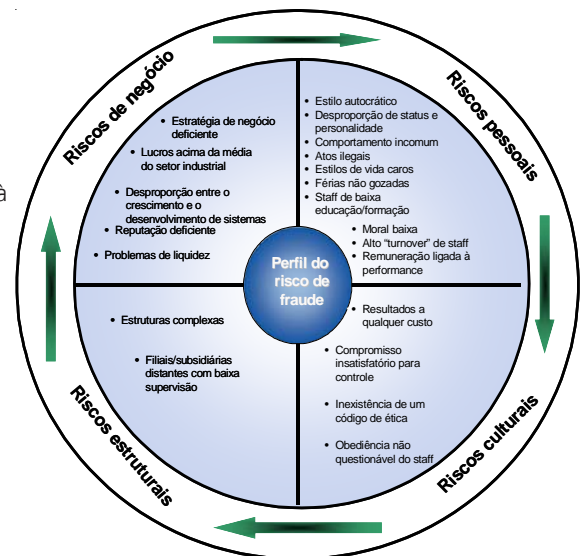 à
Riscos de negócio
• Estratégia de negócio
deficiente
• Lucros acima da média
do setor industrial
• Desproporção entre o
crescimento e o
desenvolvimento de sistemas
• Reputação deficiente
• Problemas de liquidez
Riscos pessoais
• Estilo autocrático
• Desproporção de status e
personalidade
• Comportamento incomum
• Atos ilegais
• Estilos de vida caros
• Férias não gozadas
• Staff de baixa
educação/formação
• Moral baixa
• Alto “turnover” de staff
• Remuneração ligada à
performance
Perfil do
risco de
fraude
• Estruturas complexas
• Filiais/subsidiárias
distantes com baixa
supervisão
Riscos estruturais
• Resultados a
qualquer custo
• Compromisso
insatisfatório para
controle
• Inexistência de um
código de ética
• Obediência não
questionável do staff
Riscos culturais